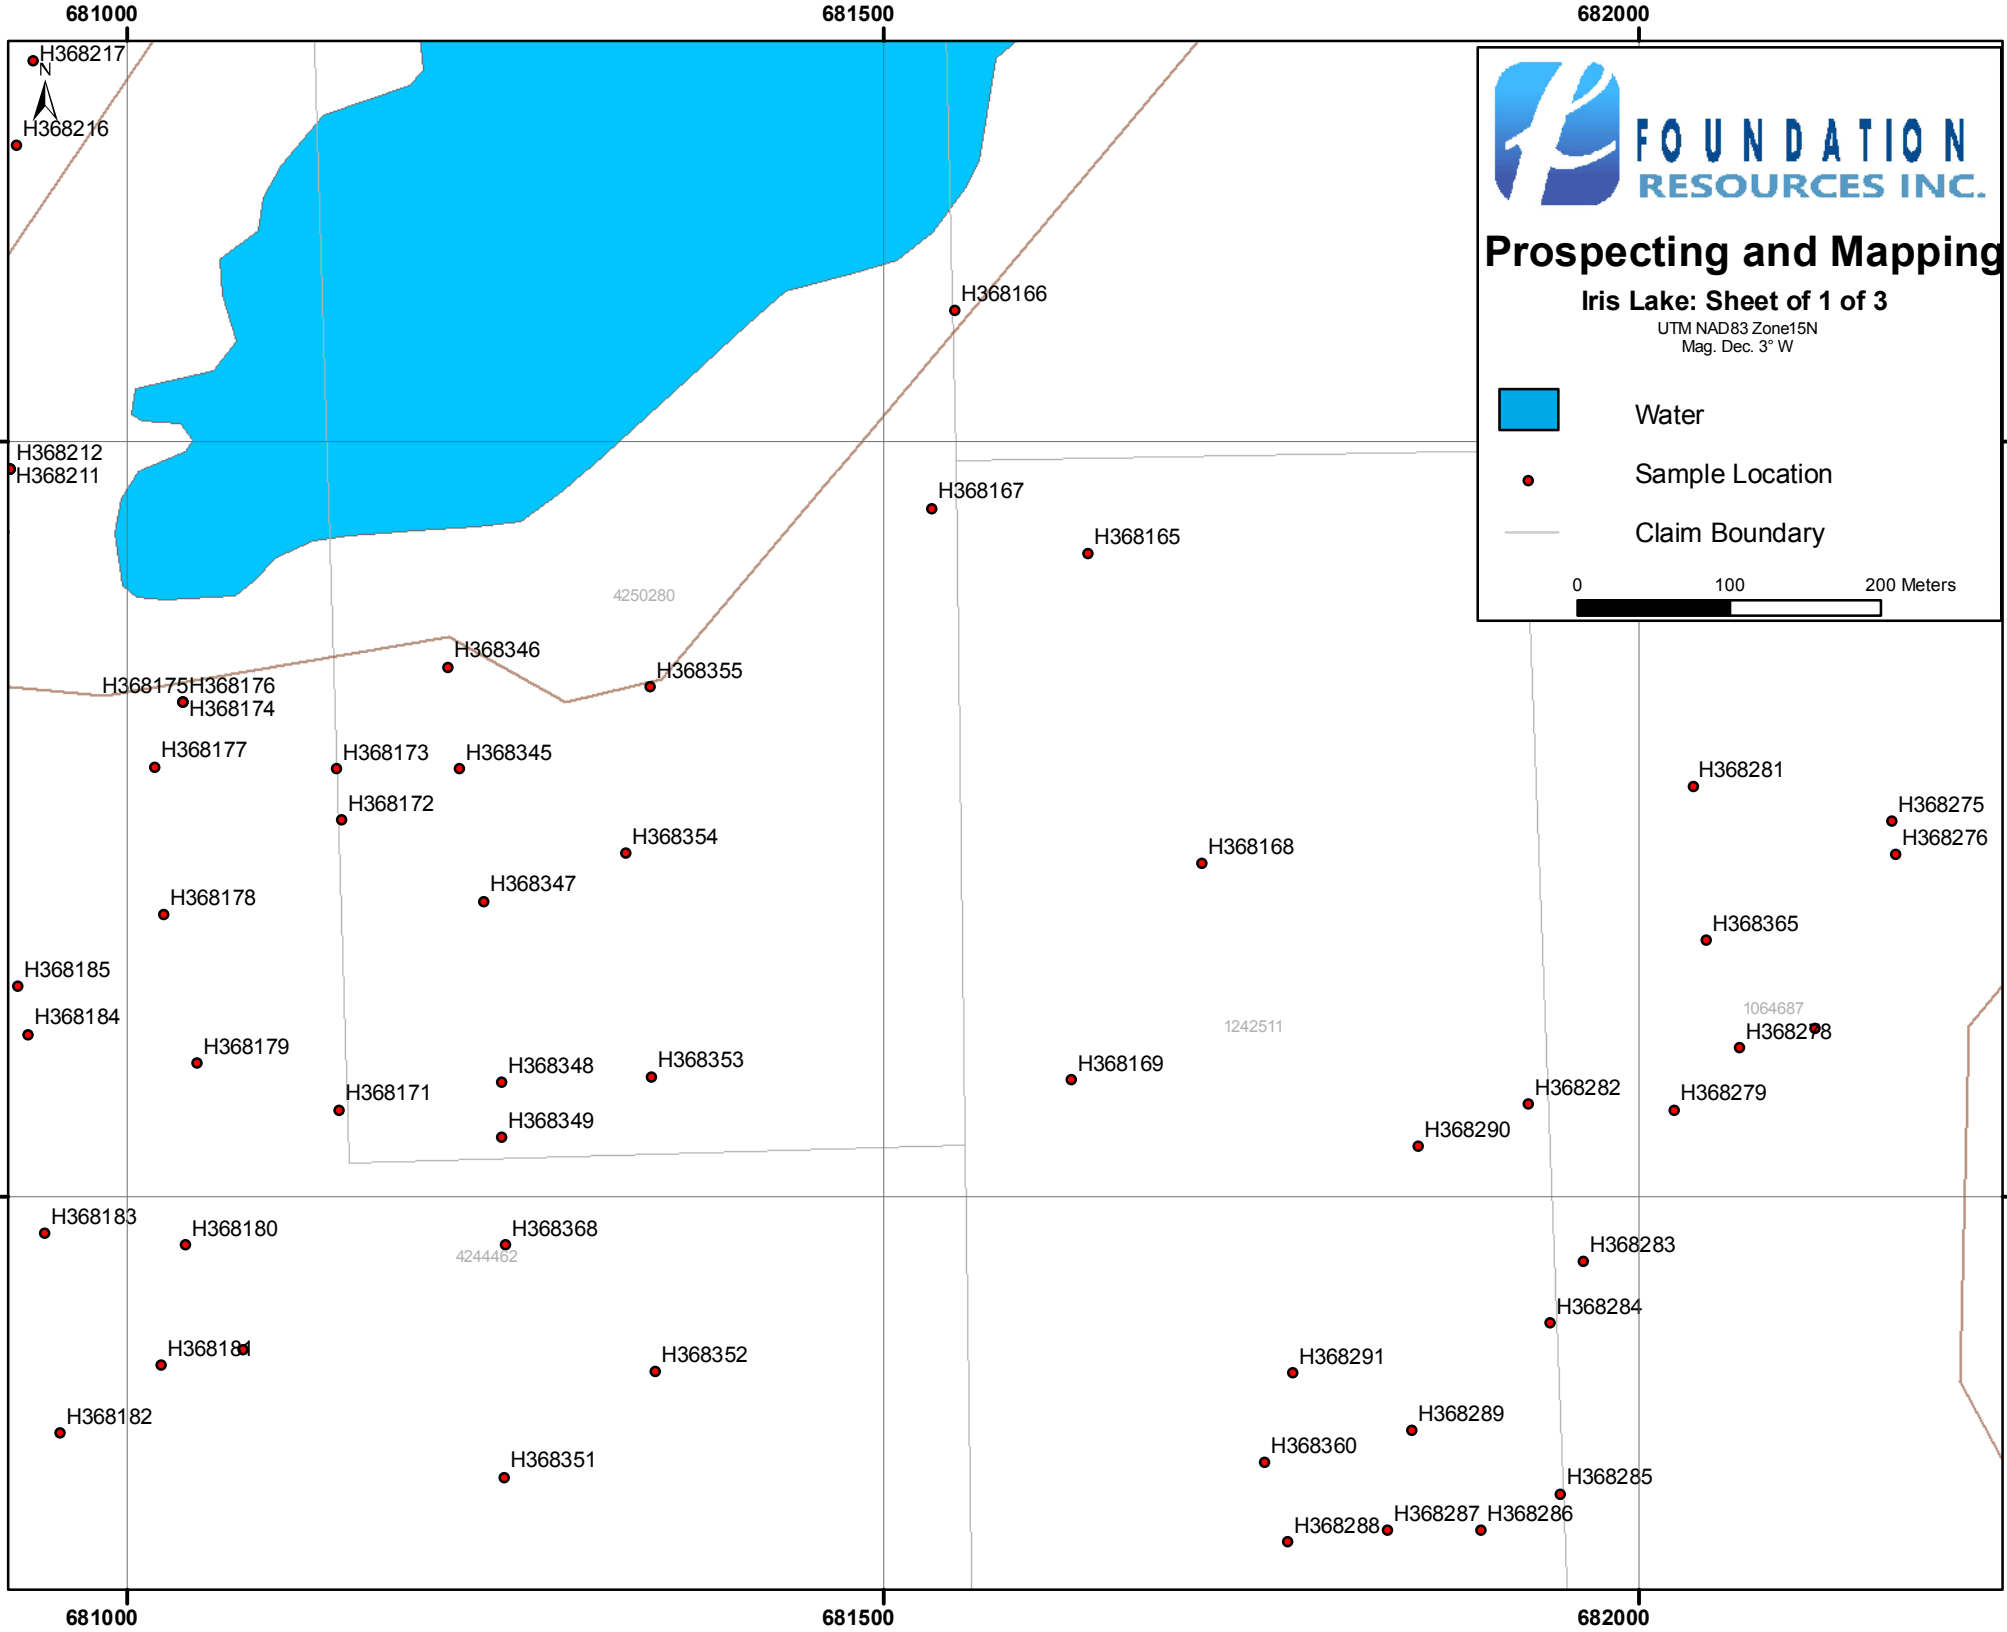 681000 681500 682000
H368217
N
H368216
FOUNDATION
RESOURCES INC.
Prospecting and Mapping
Iris Lake: Sheet of 1 of 3
UTM NAD83 Zone15N
Mag. Dec. 3° W
Water
Sample Location
Claim Boundary
0 100 200 Meters
H368166
H368212
H368211
H368167
H368165
4250280
H368346
H368355
H368175 H368176
H368174
H368177
H368173
H368345
H368172
H368354
H368347
H368178
H368168
H368281
H368275
H368276
H368365
H368185
H368184
H368179
H368171
H368348
H368353
H368349
H368169
1242511
1064687
H368278
H368279
H368282
H368290
H368183
H368180
H368368
4244462
H368283
H368284
H368181
H368352
H368291
H368182
H368289
H368360
H368351
H368285
H368288
H368287
H368286
681000 681500 682000